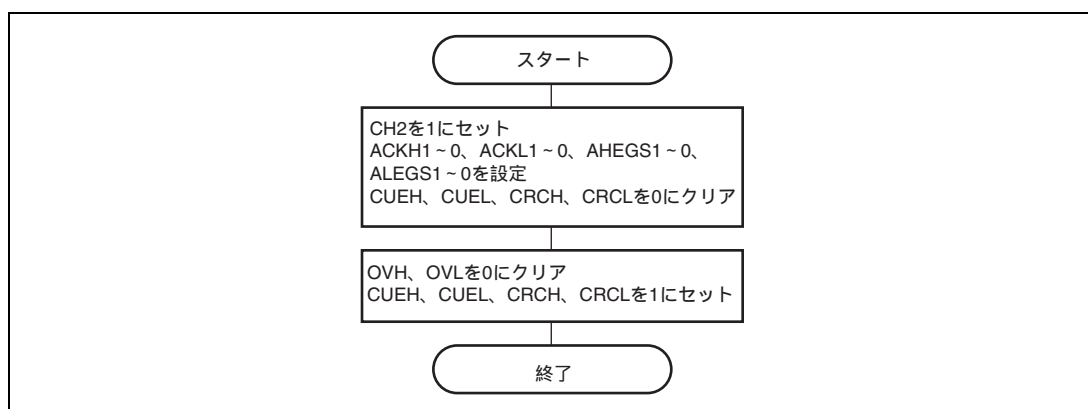 スタート
CH2を1にセット
ACKH1~0、ACKL1~0、AHEGS1~0、
ALEGS1~0を設定
CUEH、CUEL、CRCH、CRCLを0にクリア
OVH、OVLを0にクリア
CUEH、CUEL、CRCH、CRCLを1にセット
終了